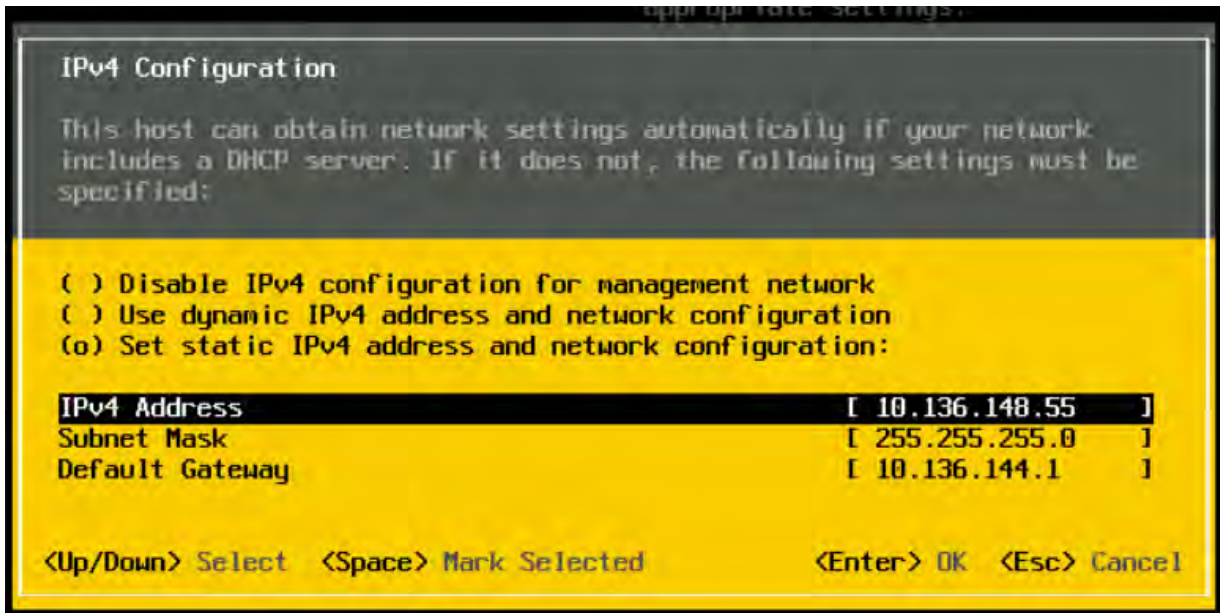 appropriate settings.
IPv4 Configuration
This host can obtain network settings automatically if your network
includes a DHCP server. If it does not, the following settings must be
specified:
( ) Disable IPv4 configuration for management network
( ) Use dynamic IPv4 address and network configuration
(o) Set static IPv4 address and network configuration:
IPv4 Address [ 10.136.148.55 ]
Subnet Mask [ 255.255.255.0 ]
Default Gateway [ 10.136.144.1 ]
<Up/Down> Select <Space> Mark Selected <Enter> OK <Esc> Cancel